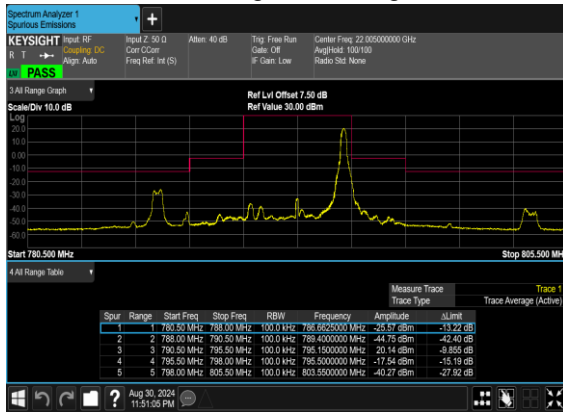 Spectrum Analyzer 1
Spurious Emissions
+
KEYSIGHT Input: RF Input Z: 50 Ω Atten: 40 dB Trig: Free Run Center Freq: 22.005000000 GHz
R T Coupling: DC Corr CCorr Gate: Off Avg|Hold: 100/100
Align: Auto Freq Ref: Int (S) IF Gain: Low Radio Std: None
PASS
3 All Range Graph
Ref Lvl Offset 7.50 dB
Scale/Div 10.0 dB Ref Value 30.00 dBm
Log
20.0
10.0
0.00
-10.0
-20.0
-30.0
-40.0
-50.0
-60.0
Start 780.500 MHz Stop 805.500 MH
4 All Range Table
Measure Trace Trace 1
Trace Type Trace Average (Active)
Spur Range Start Freq Stop Freq RBW Frequency Amplitude ΔLimit
1 1 780.50 MHz 788.00 MHz 100.0 kHz 786.6625000 MHz -25.57 dBm -13.22 dB
2 2 788.00 MHz 790.50 MHz 100.0 kHz 789.4000000 MHz -44.75 dBm -42.40 dB
3 3 790.50 MHz 795.50 MHz 100.0 kHz 795.1500000 MHz 20.14 dBm -9.855 dB
4 4 795.50 MHz 798.00 MHz 100.0 kHz 795.5000000 MHz -17.54 dBm -15.19 dB
5 5 798.00 MHz 805.50 MHz 100.0 kHz 803.5500000 MHz -40.27 dBm -27.92 dB
? Aug 30, 2024
11:51:05 PM